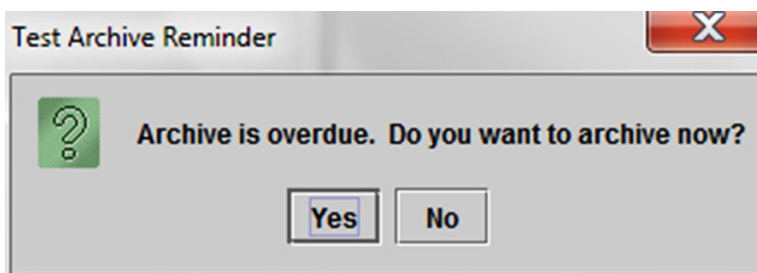 Test Archive Reminder
Archive is overdue. Do you want to archive now?
Yes No